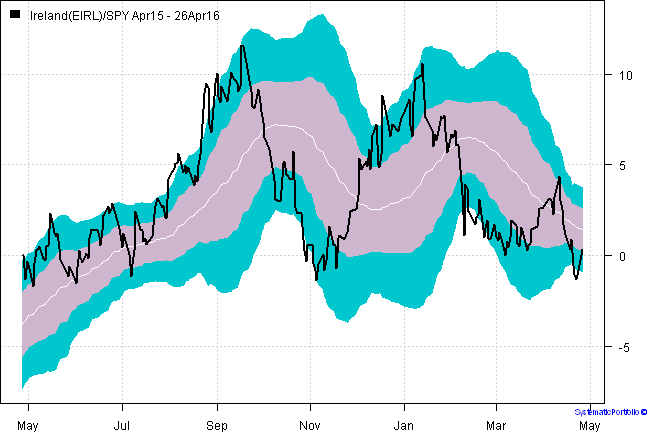 Ireland(EIRL)/SPY Apr15 - 26Apr16
10
5
0
-5
May Jul Sep Nov Jan Mar May
SystematicPortfolio ©